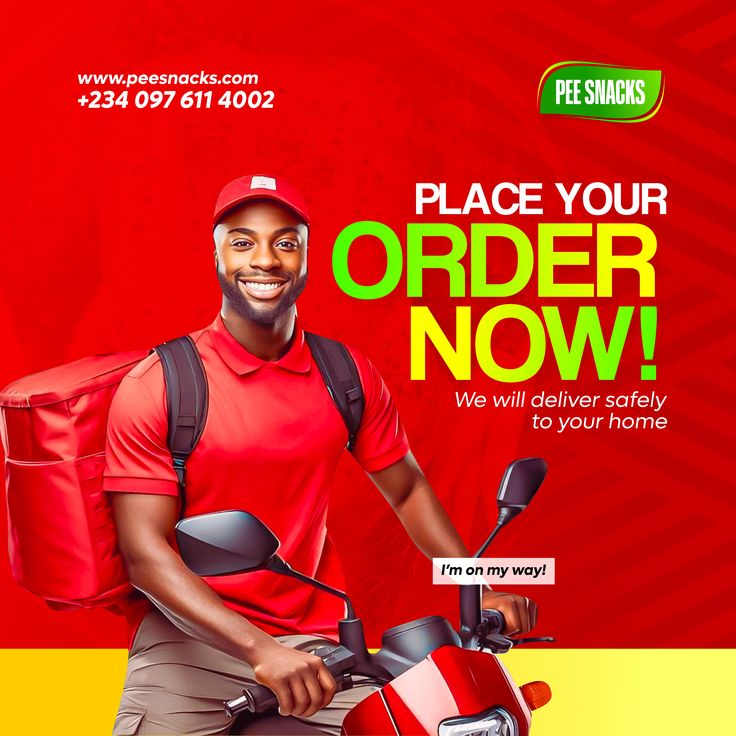 www.peesnacks.com
+234 097 611 4002
PEE SNACKS
PLACE YOUR
ORDER
NOW!
We will deliver safely
to your home
I'm on my way!